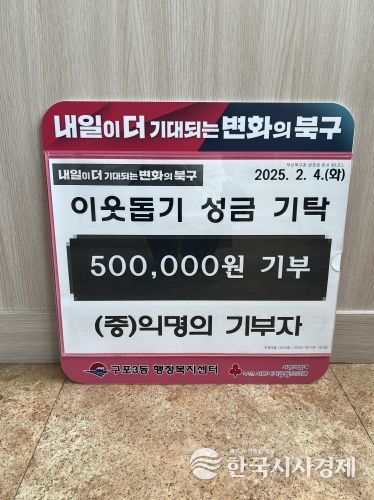 내일이 더 기대되는 변화의 북구
내일이 더 기대되는 변화의 북구
2025. 2. 4.(화)
이웃돕기 성금 기탁
500,000원 기부
(중)익명의 기부자
구포3동 행정복지센터
한국시사경제